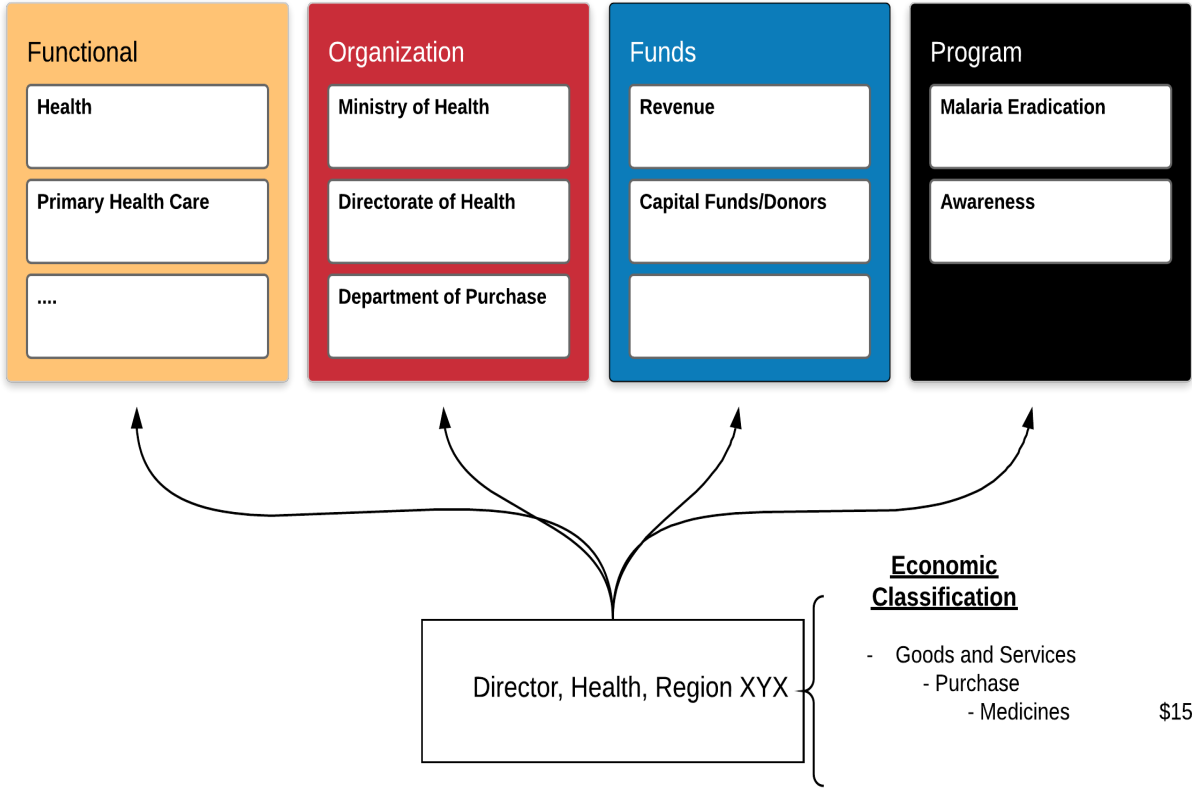 Functional
Health
Primary Health Care
....
Organization
Ministry of Health
Directorate of Health
Department of Purchase
Funds
Revenue
Capital Funds/Donors
Program
Malaria Eradication
Awareness
Director, Health, Region XYX
Economic
Classification
- Goods and Services
- Purchase
- Medicines $15